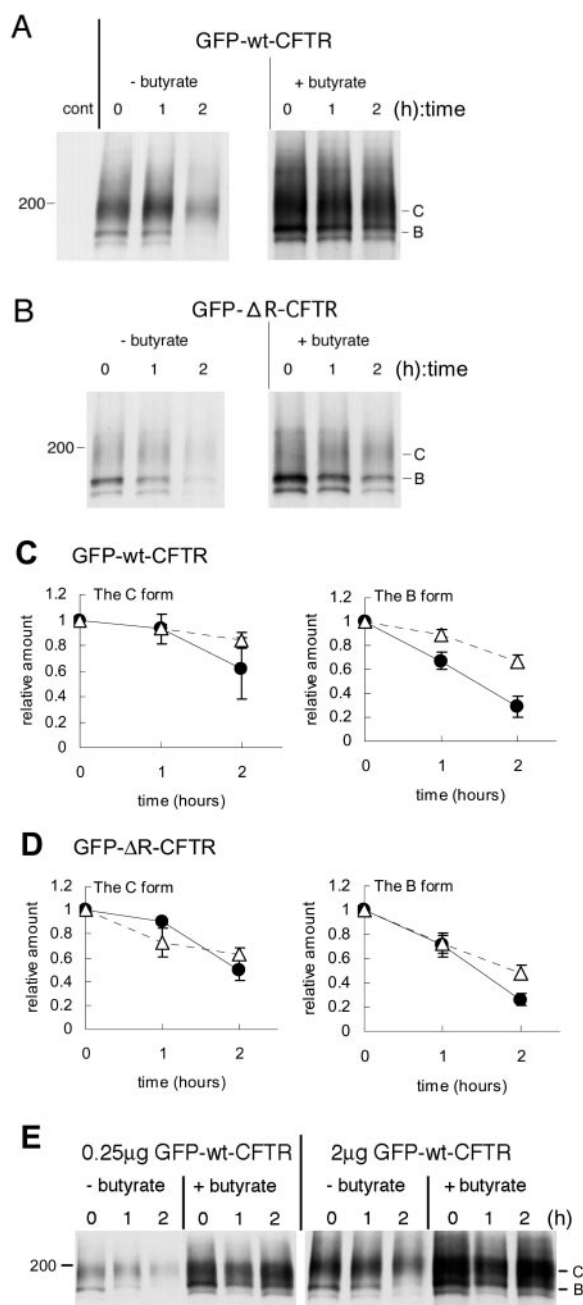 A
GFP-wt-CFTR
- butyrate + butyrate
cont 0 1 2 0 1 2 (h):time
200
C
B
B
GFP-ΔR-CFTR
- butyrate + butyrate
0 1 2 0 1 2 (h):time
200
C
B
C GFP-wt-CFTR
The C form
relative amount
1.2
1
0.8
0.6
0.4
0.2
0
0 1 2
time (hours)
The B form
relative amount
1.2
1
0.8
0.6
0.4
0.2
0
0 1 2
time (hours)
D GFP-ΔR-CFTR
The C form
relative amount
1.2
1
0.8
0.6
0.4
0.2
0
0 1 2
time (hours)
The B form
relative amount
1.2
1
0.8
0.6
0.4
0.2
0
0 1 2
time (hours)
E
0.25µg GFP-wt-CFTR 2µg GFP-wt-CFTR
- butyrate + butyrate - butyrate + butyrate
0 1 2 0 1 2 0 1 2 0 1 2 (h)
200
C
B